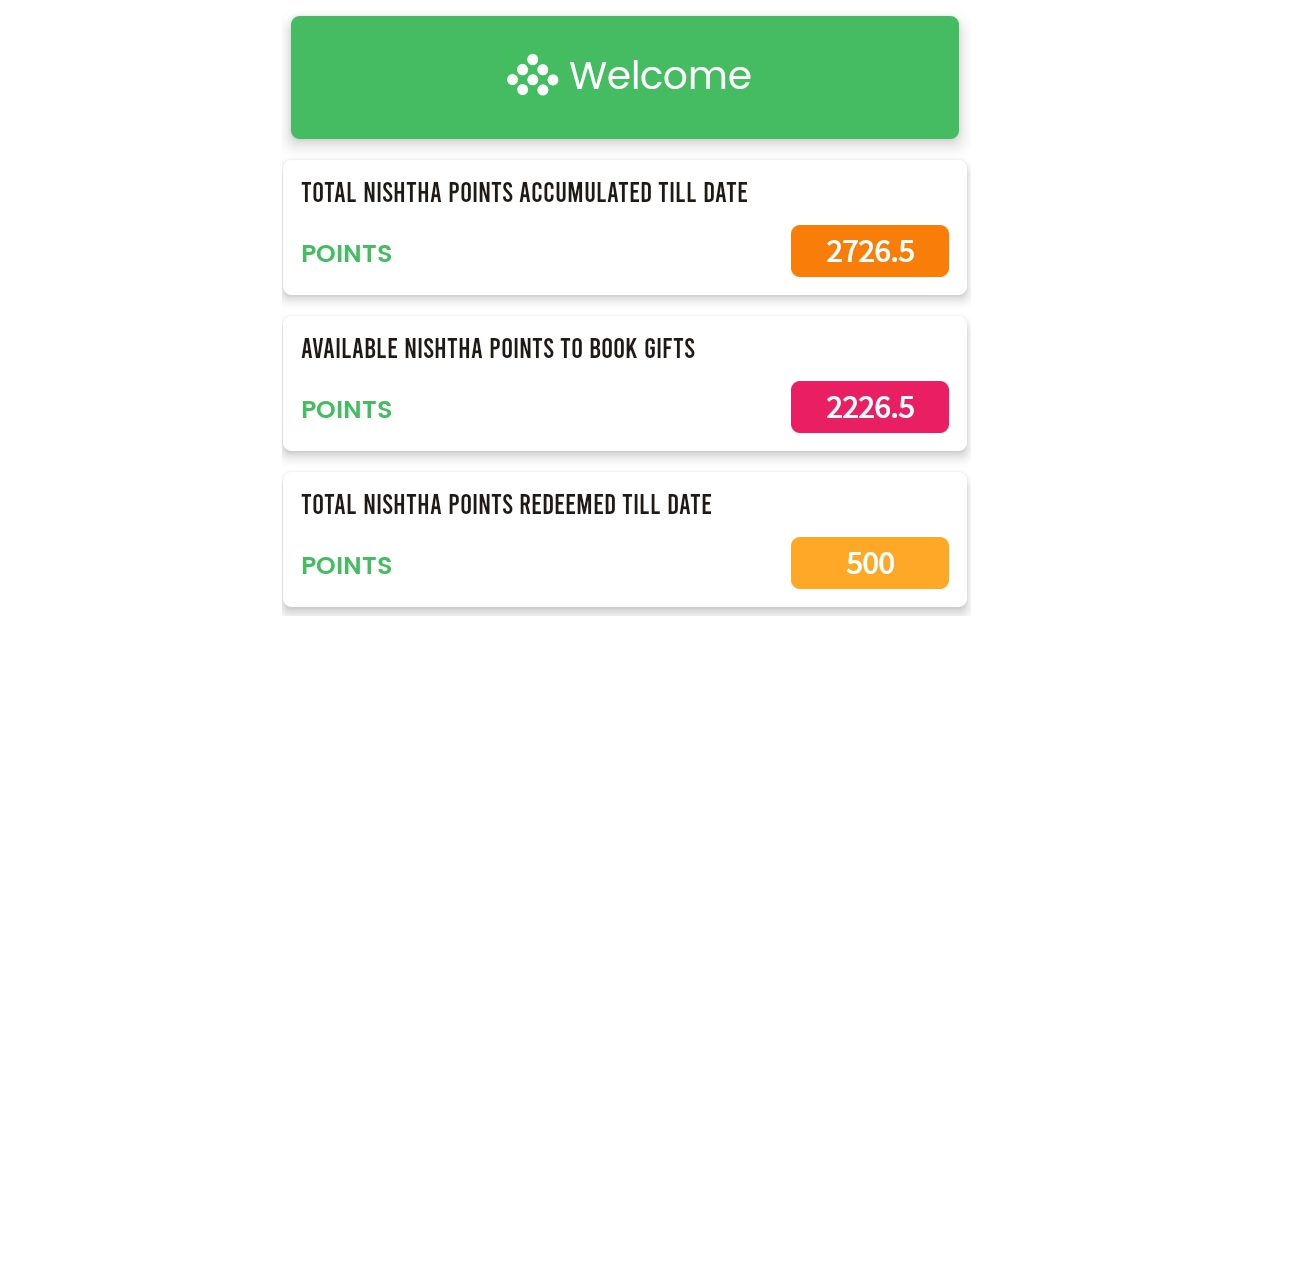 Welcome
TOTAL NISHTHA POINTS ACCUMULATED TILL DATE
POINTS 2726.5
AVAILABLE NISHTHA POINTS TO BOOK GIFTS
POINTS 2226.5
TOTAL NISHTHA POINTS REDEEMED TILL DATE
POINTS 500